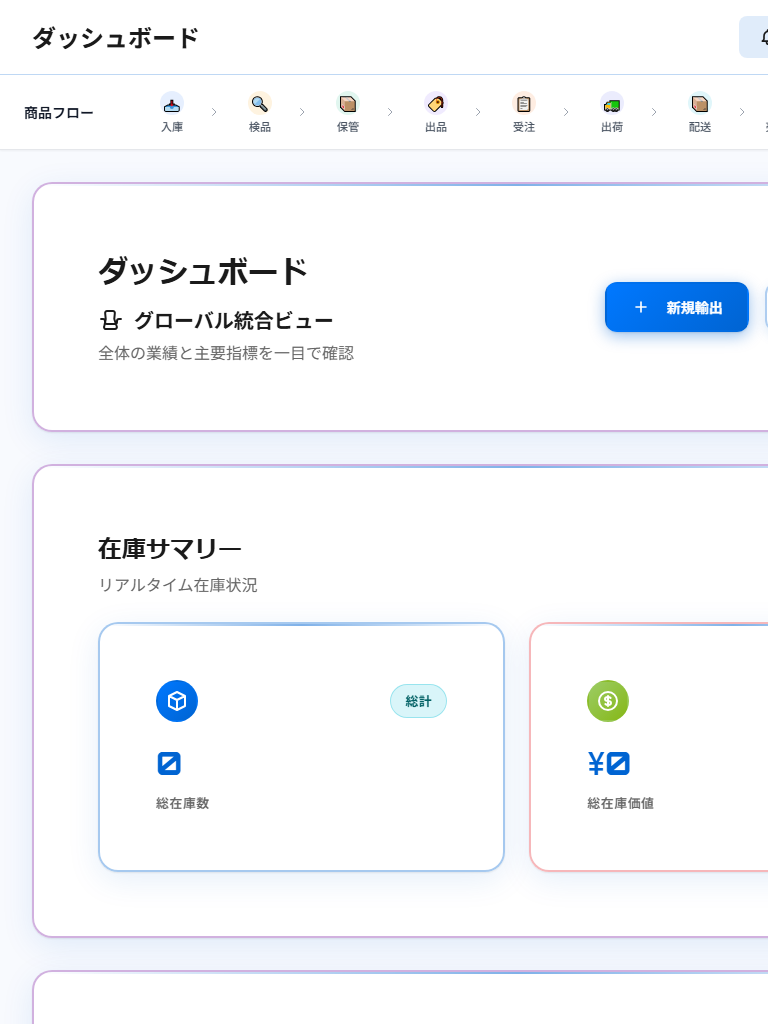 ダッシュボード
商品フロー
入庫
検品
保管
出品
受注
出荷
配送
ダッシュボード
グローバル統合ビュー
全体の業績と主要指標を一目で確認
新規輸出
在庫サマリー
リアルタイム在庫状況
総計
0
総在庫数
¥0
総在庫価値